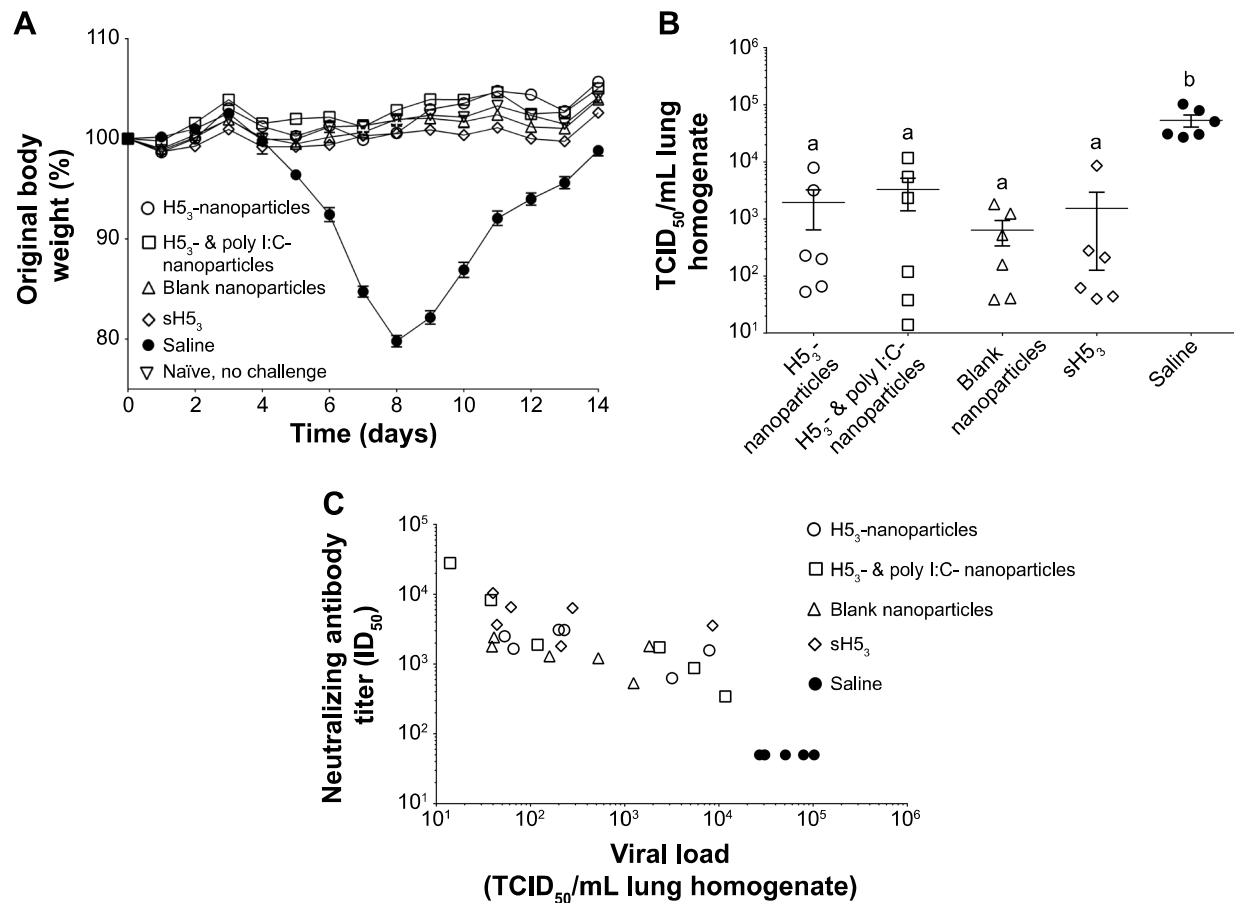 A
110
100
90
80
Original body
weight (%)
H5₃-nanoparticles
H5₃- & poly I:C-
nanoparticles
Blank nanoparticles
sH5₃
Saline
Naïve, no challenge
0 2 4 6 8 10 12 14
Time (days)
B
10⁶
10⁵
10⁴
10³
10²
10¹
TCID₅₀/mL lung
homogenate
a a a a b
H5₃-
nanoparticles
H5₃- & poly I:C-
nanoparticles
Blank
nanoparticles
sH5₃
Saline
C
10⁵
10⁴
10³
10²
10¹
Neutralizing antibody
titer (ID₅₀)
H5₃-nanoparticles
H5₃- & poly I:C- nanoparticles
Blank nanoparticles
sH5₃
Saline
10¹ 10² 10³ 10⁴ 10⁵ 10⁶
Viral load
(TCID₅₀/mL lung homogenate)